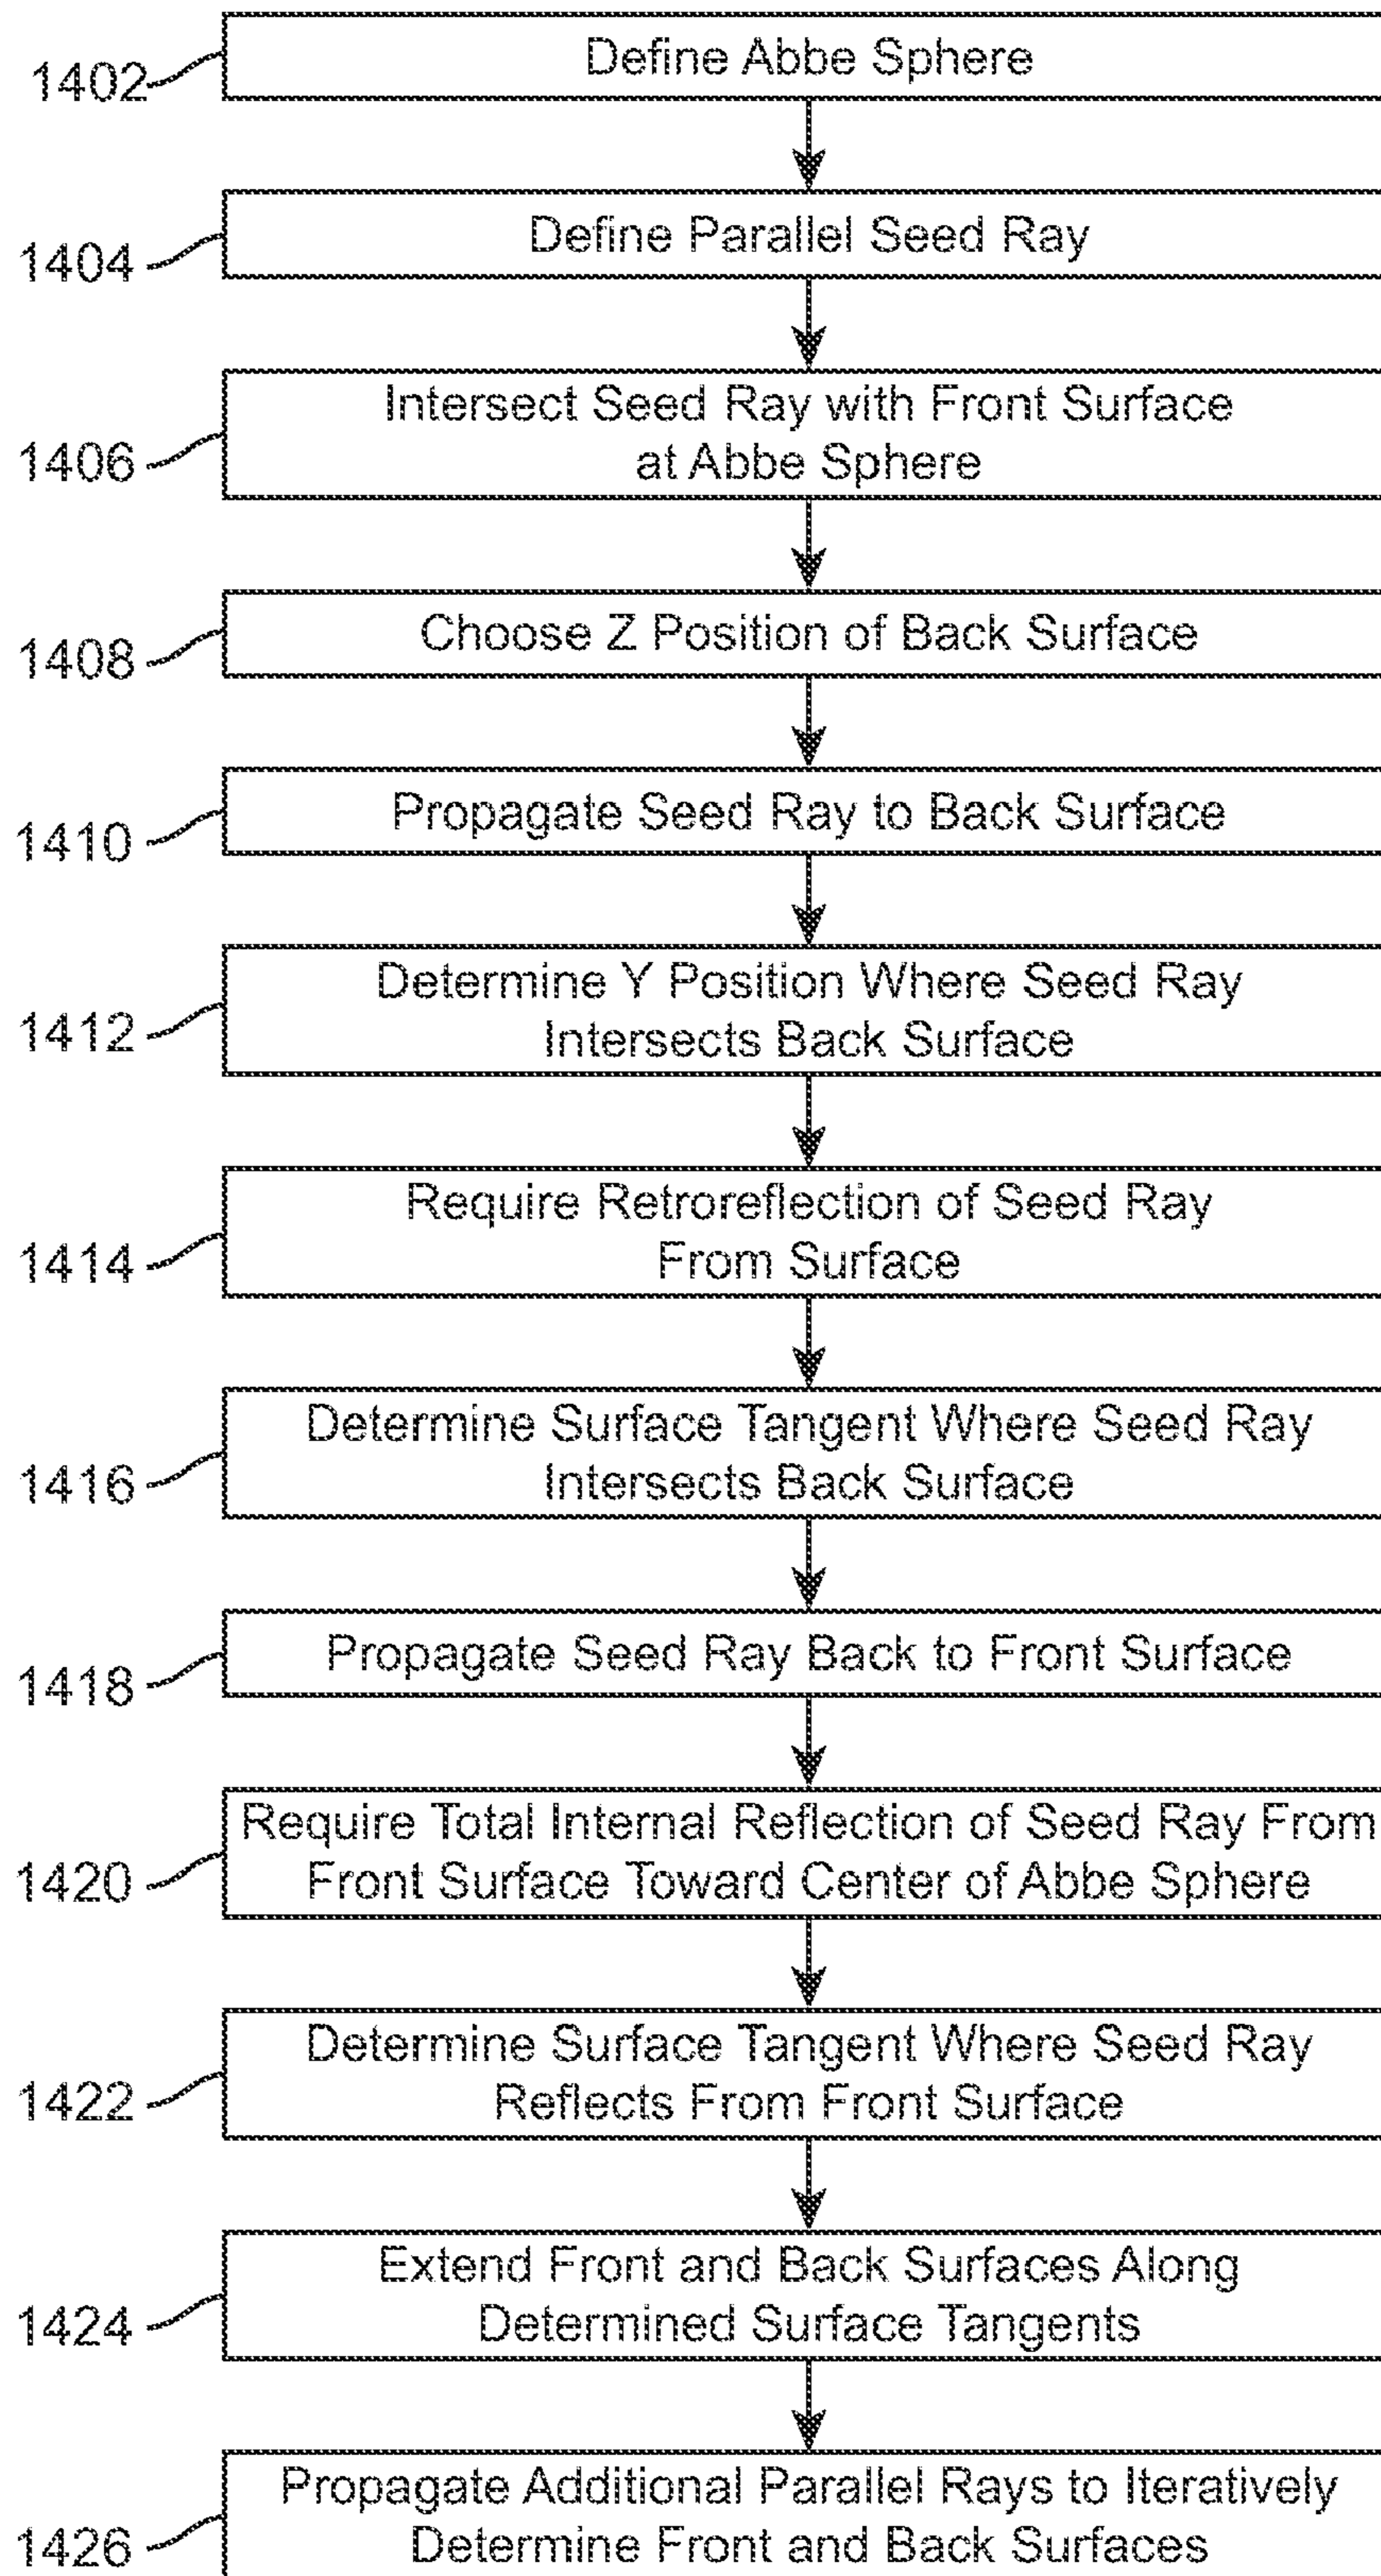 1402
Define Abbe Sphere
1404
Define Parallel Seed Ray
1406
Intersect Seed Ray with Front Surface
at Abbe Sphere
1408
Choose Z Position of Back Surface
1410
Propagate Seed Ray to Back Surface
1412
Determine Y Position Where Seed Ray
Intersects Back Surface
1414
Require Retroreflection of Seed Ray
From Surface
1416
Determine Surface Tangent Where Seed Ray
Intersects Back Surface
1418
Propagate Seed Ray Back to Front Surface
1420
Require Total Internal Reflection of Seed Ray From
Front Surface Toward Center of Abbe Sphere
1422
Determine Surface Tangent Where Seed Ray
Reflects From Front Surface
1424
Extend Front and Back Surfaces Along
Determined Surface Tangents
1426
Propagate Additional Parallel Rays to Iteratively
Determine Front and Back Surfaces